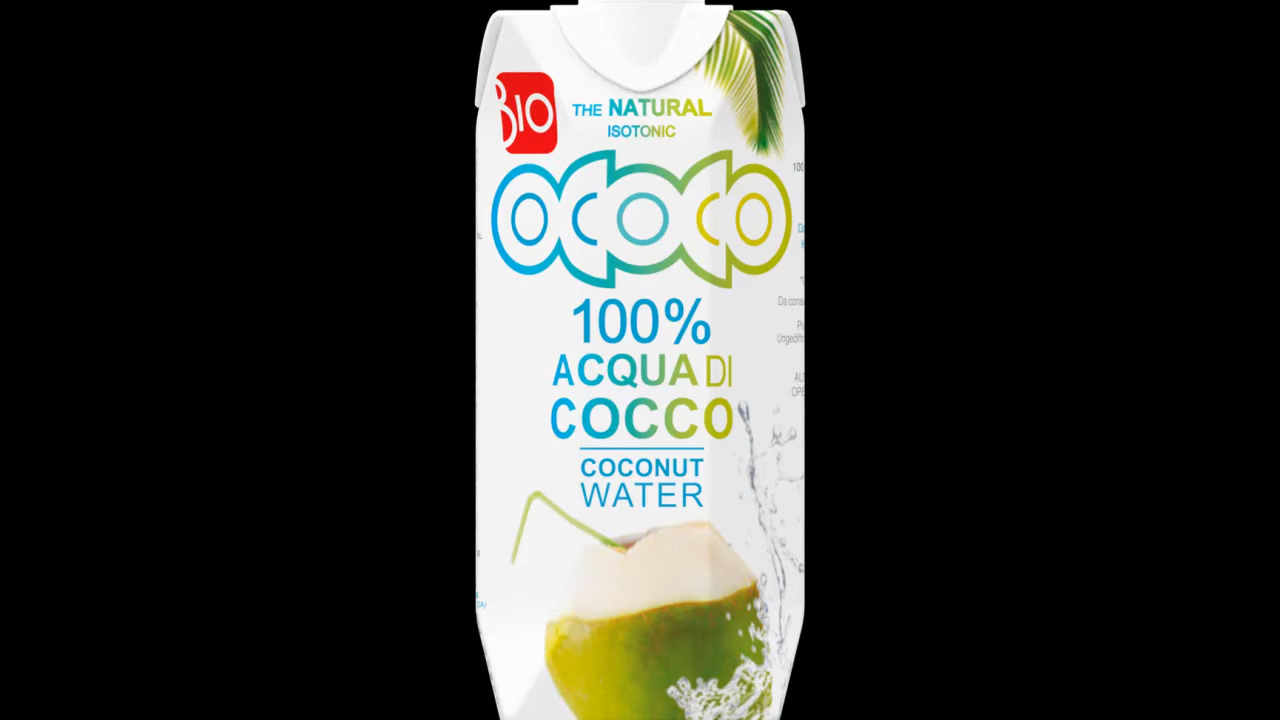 BIO
THE NATURAL
ISOTONIC
OCOCO
100%
ACQUA DI
COCCO
COCONUT
WATER